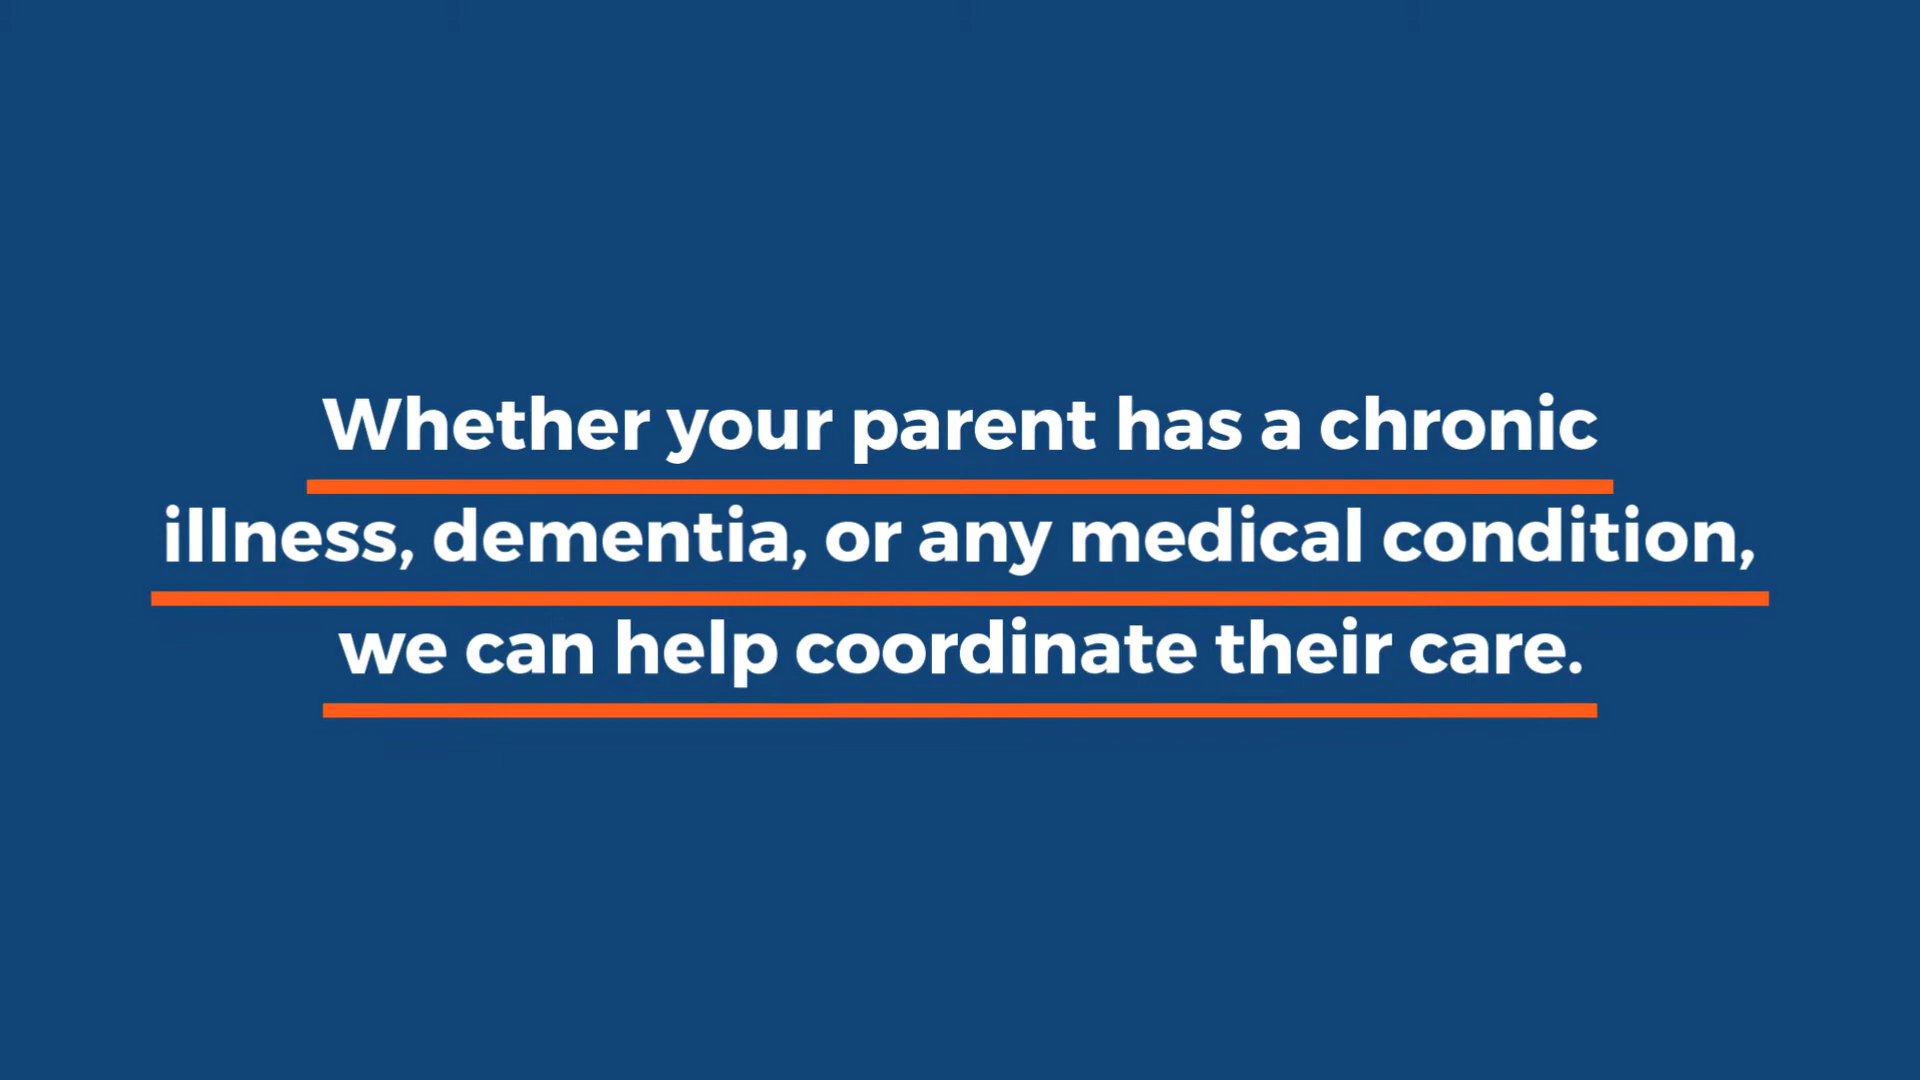 Whether your parent has a chronic
illness, dementia, or any medical condition,
we can help coordinate their care.